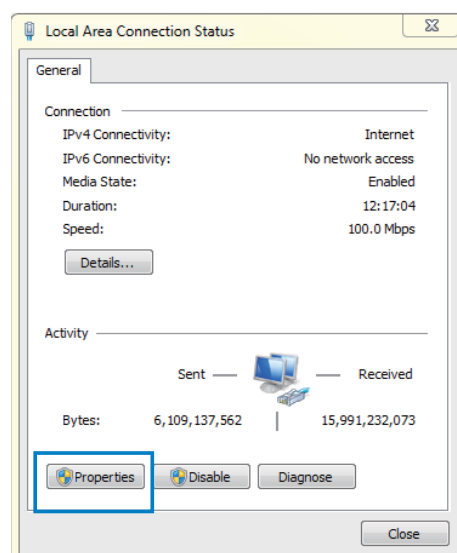 Local Area Connection Status
General
Connection
IPv4 Connectivity: Internet
IPv6 Connectivity: No network access
Media State: Enabled
Duration: 12:17:04
Speed: 100.0 Mbps
Details...
Activity
Sent Received
Bytes: 6,109,137,562 15,991,232,073
Properties Disable Diagnose
Close